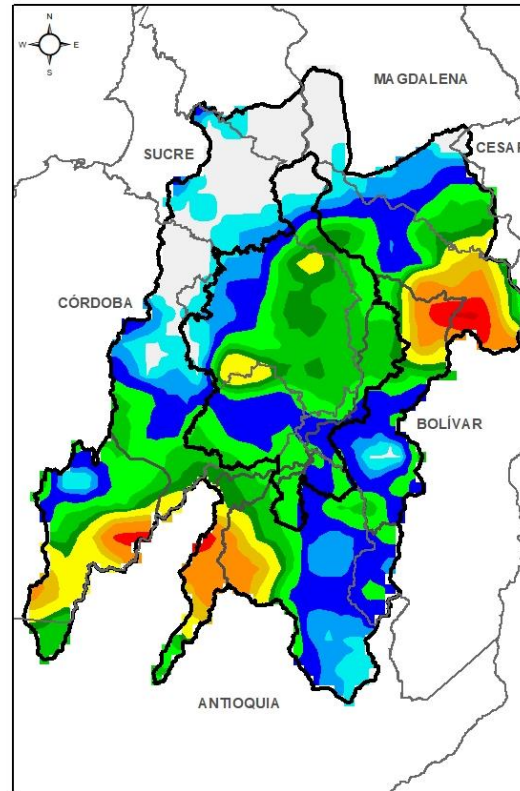 N
W E
S
MAGDALENA
SUCRE
CESAR
CÓRDOBA
BOLÍVAR
ANTIOQUIA